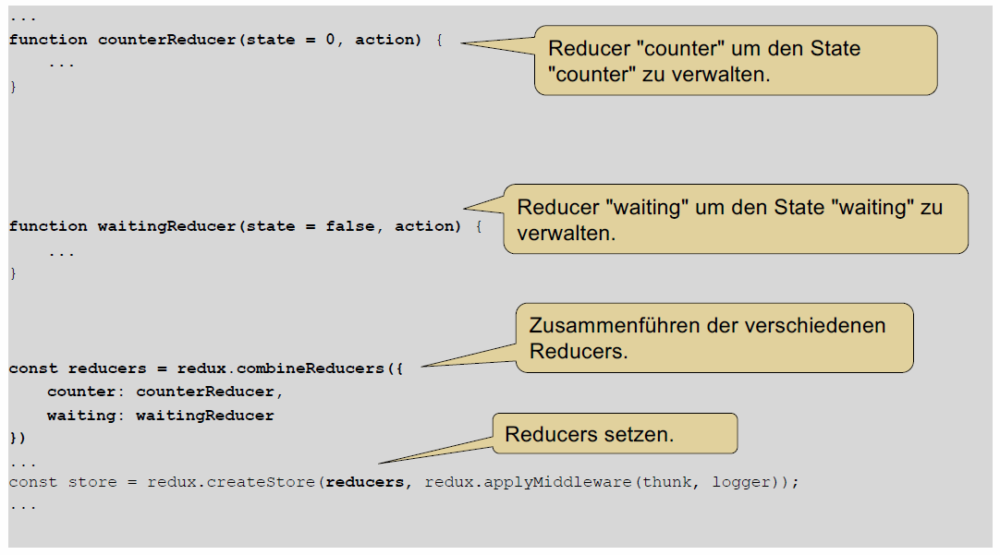 ...
function counterReducer(state = 0, action) {
Reducer "counter" um den State
"counter" zu verwalten.
...
}
Reducer "waiting" um den State "waiting" zu
verwalten.
function waitingReducer(state = false, action) {
...
}
Zusammenführen der verschiedenen
Reducers.
const reducers = redux.combineReducers({
counter: counterReducer,
waiting: waitingReducer
})
Reducers setzen.
...
const store = redux.createStore(reducers, redux.applyMiddleware(thunk, logger));
...